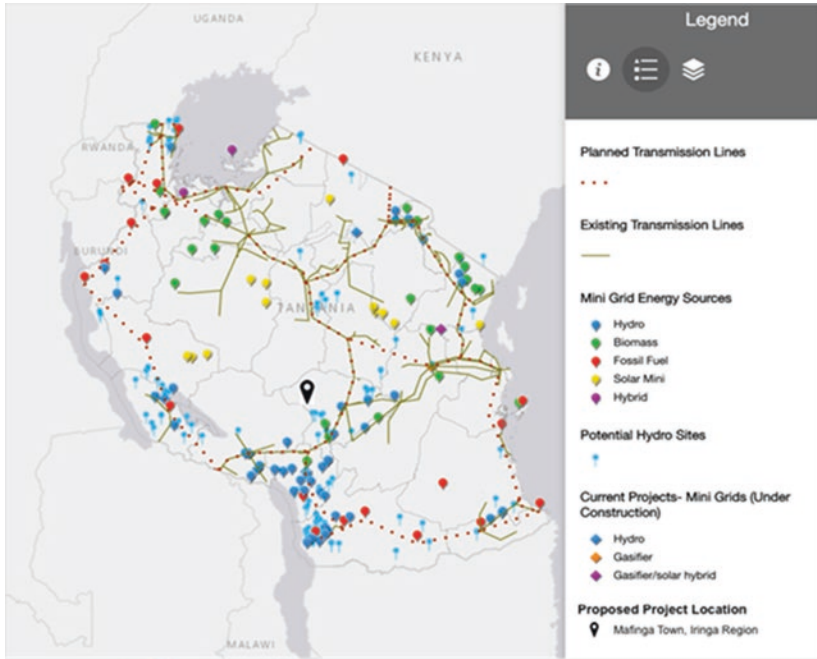 UGANDA
KENYA
RWANDA
BURUNDI
TANZANIA
MALAWI
Legend
i
Planned Transmission Lines
Existing Transmission Lines
Mini Grid Energy Sources
Hydro
Biomass
Fossil Fuel
Solar Mini
Hybrid
Potential Hydro Sites
Current Projects- Mini Grids (Under
Construction)
Hydro
Gasifier
Gasifier/solar hybrid
Proposed Project Location
Mafinga Town, Iringa Region